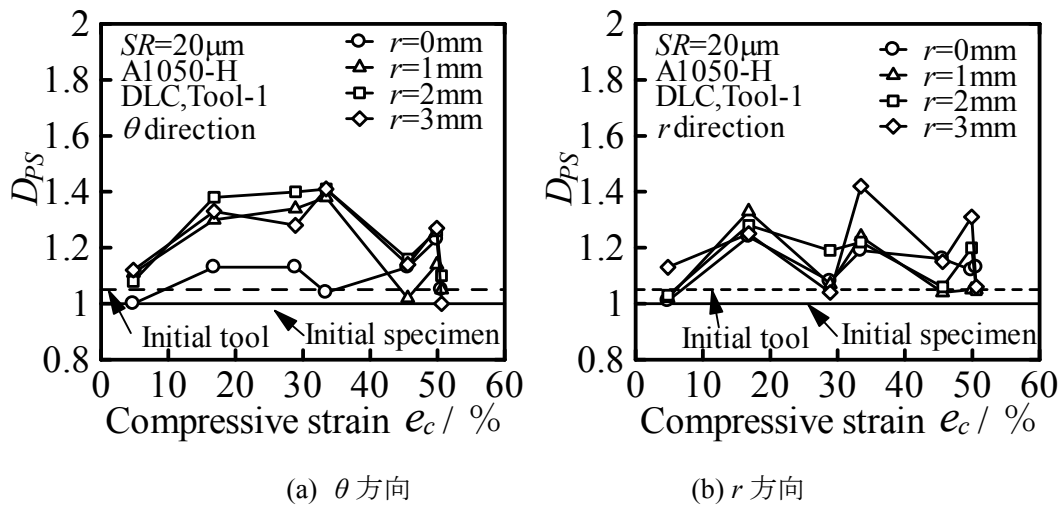 2
1.8
1.6
1.4
1.2
1
0.8
D_PS
SR=20μm
A1050-H
DLC,Tool-1
θ direction
r=0mm
r=1mm
r=2mm
r=3mm
Initial tool
Initial specimen
0 10 20 30 40 50 60
Compressive strain e_c / %
(a) θ 方向
2
1.8
1.6
1.4
1.2
1
0.8
D_PS
SR=20μm
A1050-H
DLC,Tool-1
r direction
r=0mm
r=1mm
r=2mm
r=3mm
Initial tool
Initial specimen
0 10 20 30 40 50 60
Compressive strain e_c / %
(b) r 方向